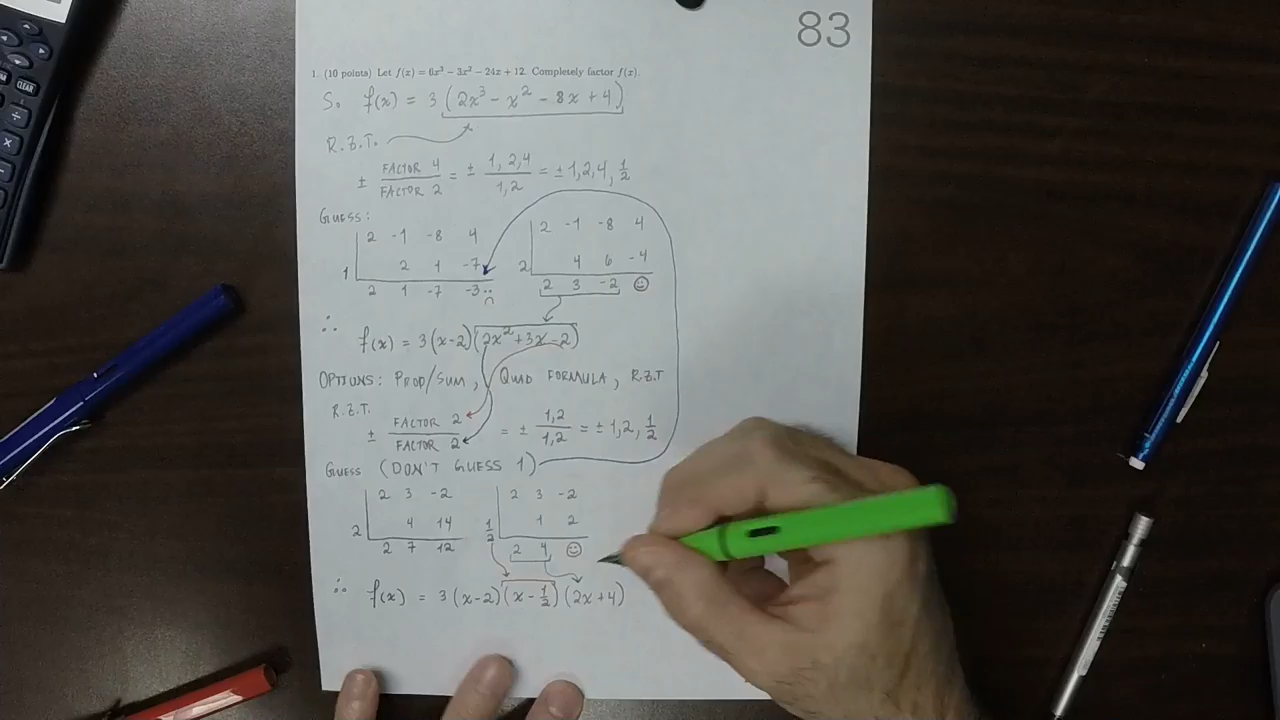 83
CLEAR
÷
×
1. (10 points) Let f(x) = 6x³ − 3x² − 24x + 12. Completely factor f(x).
So f(x) = 3 (2x³ − x² − 8x + 4)
R.Z.T.
± FACTOR 4 / FACTOR 2 = ± 1, 2, 4 / 1, 2 = ± 1, 2, 4, 1/2
GUESS:
2 -1 -8 4 2 -1 -8 4
1 2 1 -7 2 4 6 -4
2 1 -7 -3 ☹ 2 3 -2 ☺
∴ f(x) = 3(x-2)(2x²+3x-2)
OPTIONS: PROD/SUM, QUAD FORMULA, R.Z.T
R.Z.T.
± FACTOR 2 / FACTOR 2 = ± 1,2 / 1,2 = ± 1, 2, 1/2
GUESS (DON'T GUESS 1)
2 3 -2 2 3 -2
2 4 14 1/2 1 2
2 7 12 2 4 ☺
∴ f(x) = 3(x-2)(x-1/2)(2x+4)